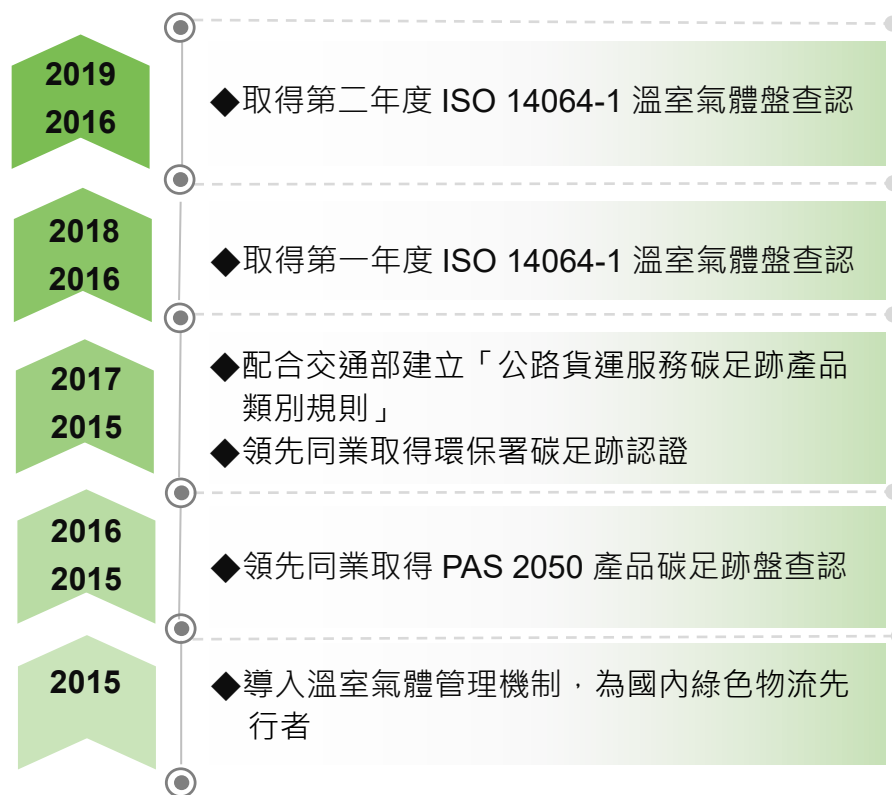 2019
2016
◆取得第二年度 ISO 14064-1 溫室氣體盤查認
2018
2016
◆取得第一年度 ISO 14064-1 溫室氣體盤查認
2017
2015
◆配合交通部建立「公路貨運服務碳足跡產品
類別規則」
◆領先同業取得環保署碳足跡認證
2016
2015
◆領先同業取得 PAS 2050 產品碳足跡盤查認
2015
◆導入溫室氣體管理機制，為國內綠色物流先
行者